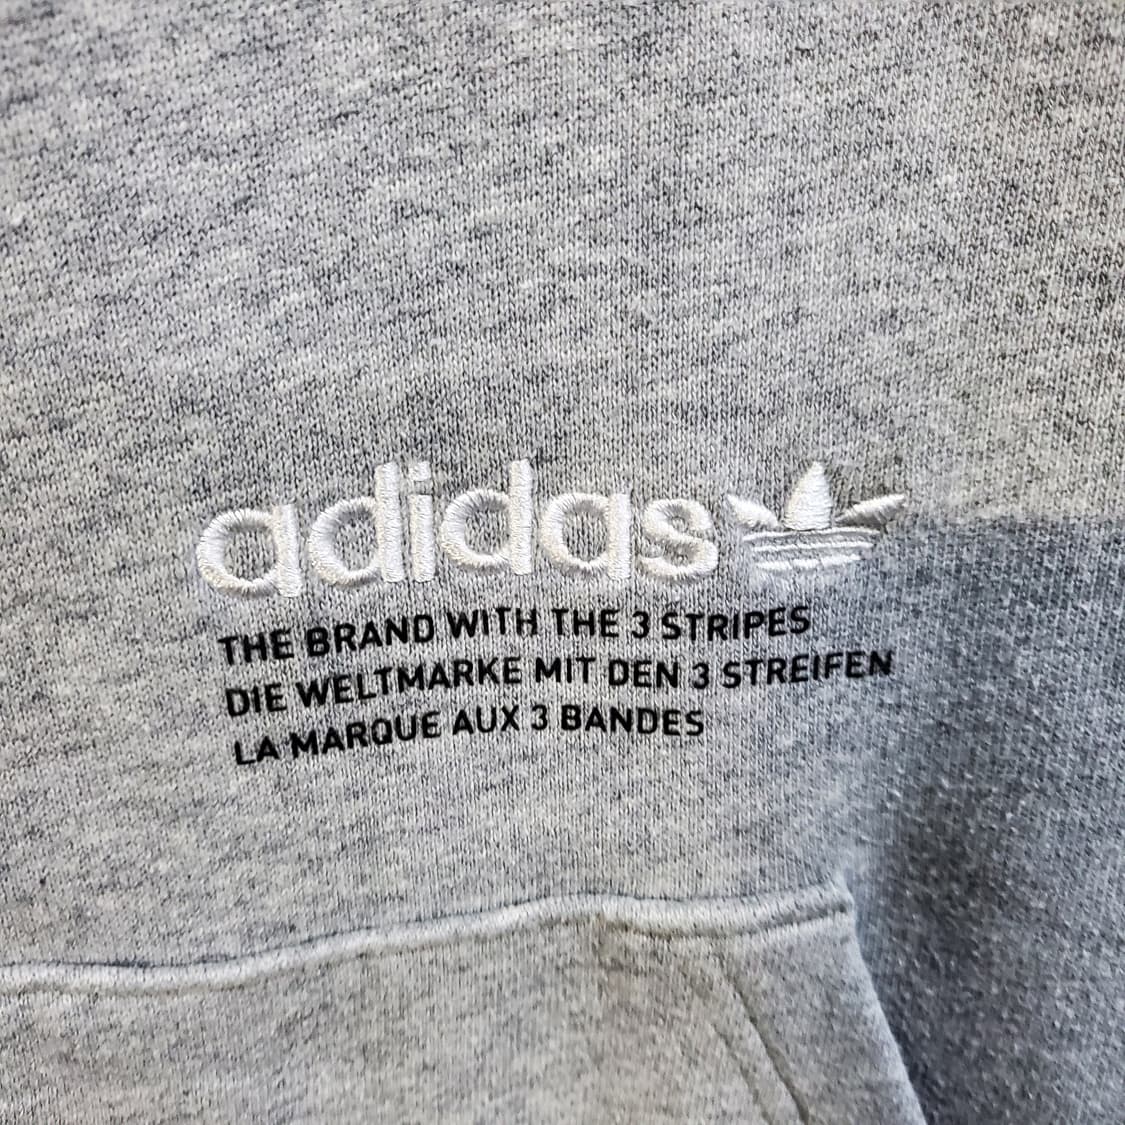 adidas
THE BRAND WITH THE 3 STRIPES
DIE WELTMARKE MIT DEN 3 STREIFEN
LA MARQUE AUX 3 BANDES